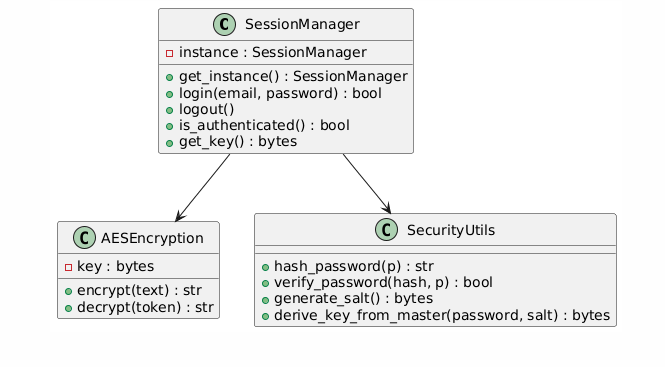 C SessionManager
instance : SessionManager
get_instance() : SessionManager
login(email, password) : bool
logout()
is_authenticated() : bool
get_key() : bytes
C AESEncryption
key : bytes
encrypt(text) : str
decrypt(token) : str
C SecurityUtils
hash_password(p) : str
verify_password(hash, p) : bool
generate_salt() : bytes
derive_key_from_master(password, salt) : bytes